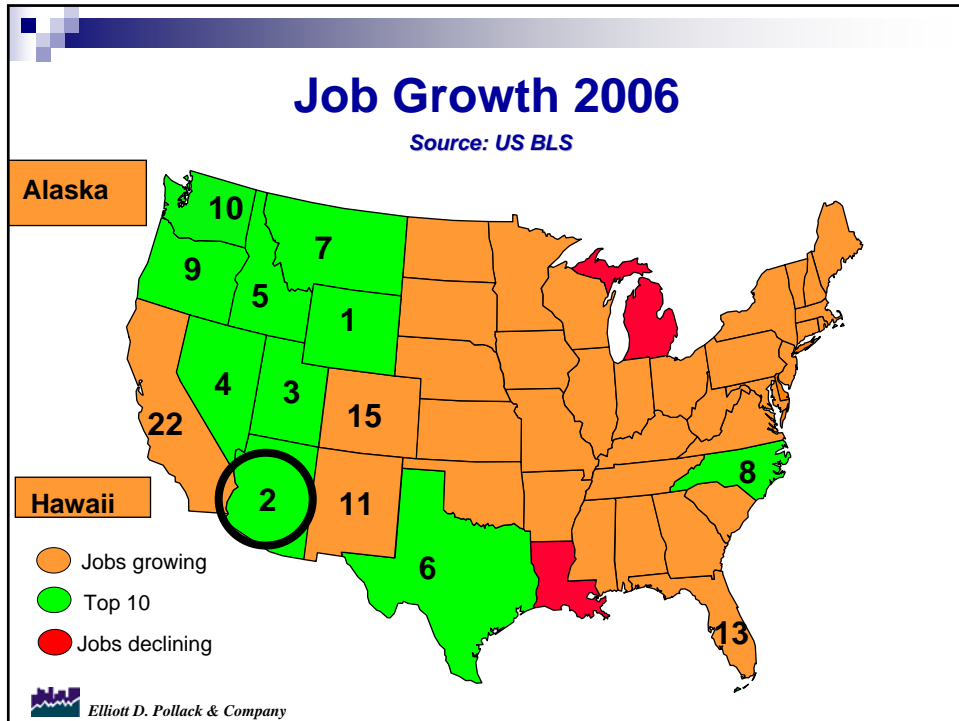 Job Growth 2006
Source: US BLS
Alaska
10
7
9
5
1
4
3
15
22
8
2
11
Hawaii
6
Jobs growing
Top 10
Jobs declining
13
Elliott D. Pollack & Company